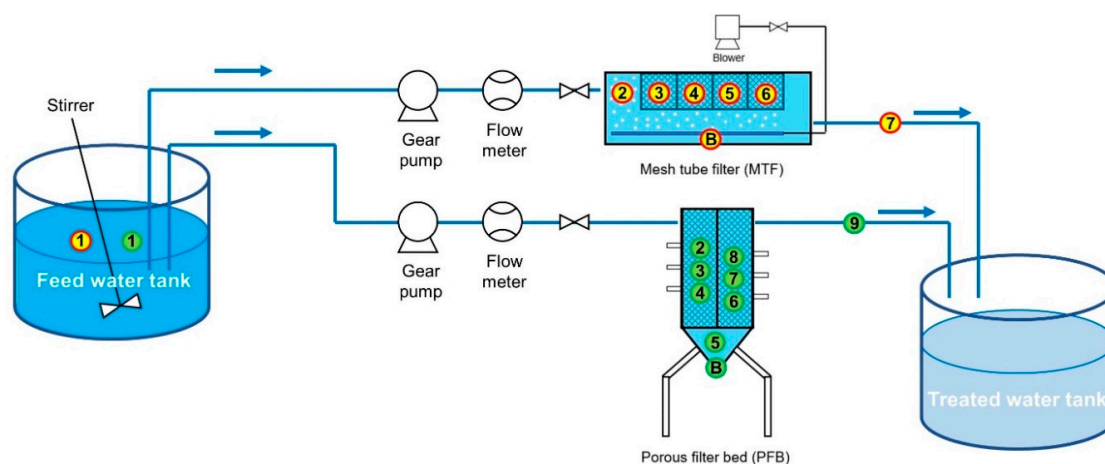 Blower
Stirrer
2
3
4
5
6
7
B
Gear
pump
Flow
meter
Mesh tube filter (MTF)
1
1
Feed water tank
9
2
3
4
8
7
6
5
B
Gear
pump
Flow
meter
Treated water tank
Porous filter bed (PFB)